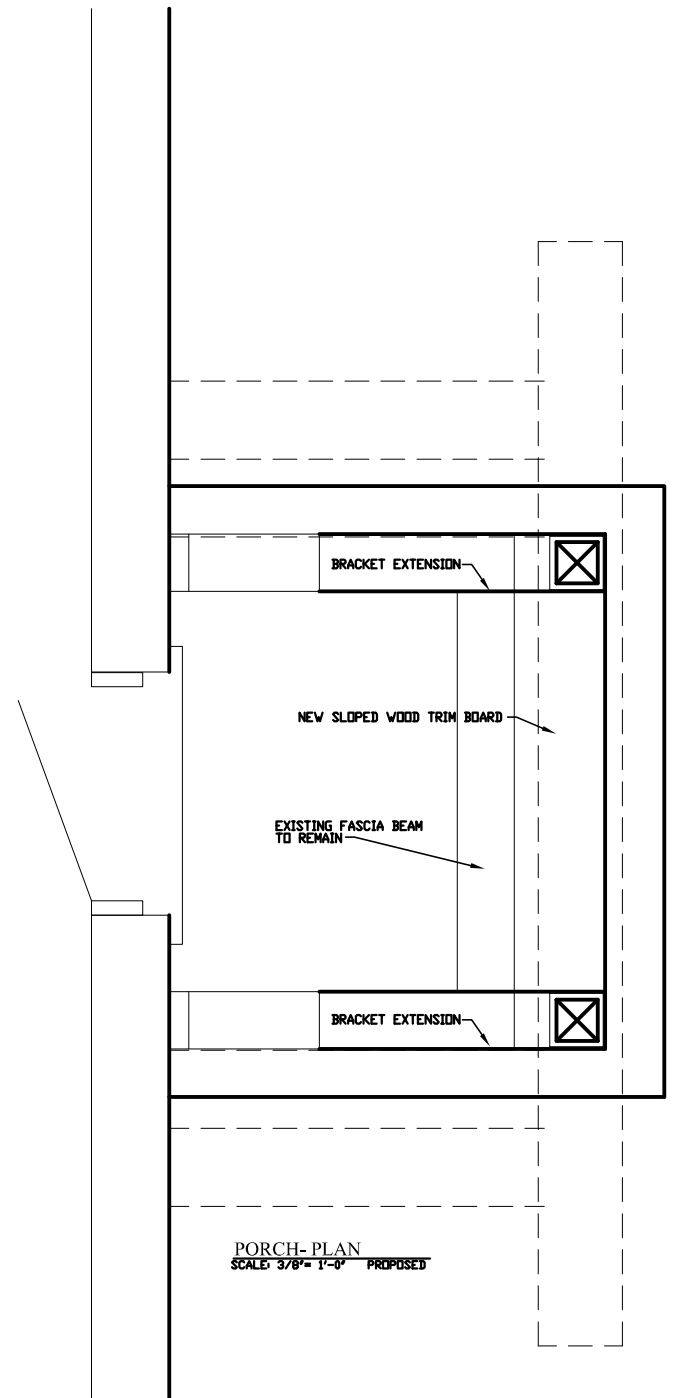 BRACKET EXTENSION
NEW SLOPED WOOD TRIM BOARD
EXISTING FASCIA BEAM
TO REMAIN
BRACKET EXTENSION
PORCH- PLAN
SCALE: 3/8"= 1'-0" PROPOSED